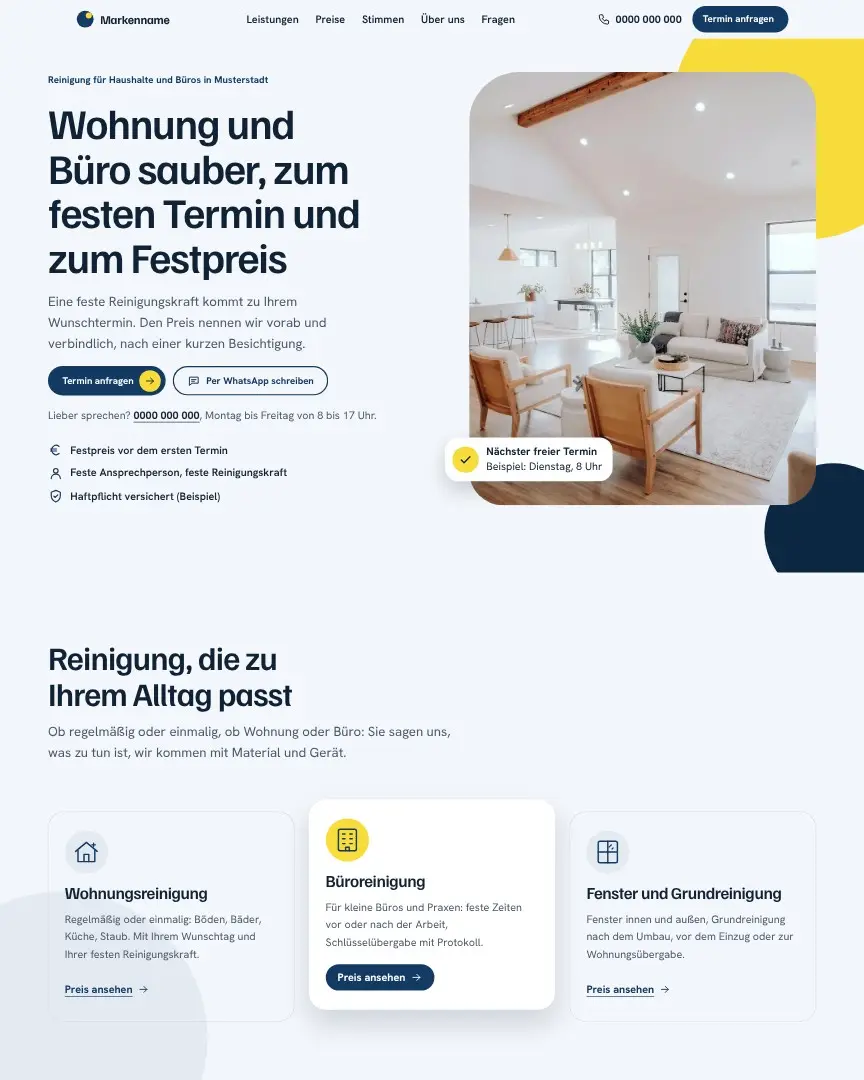 Markenname
Leistungen Preise Stimmen Über uns Fragen
0000 000 000
Termin anfragen
Reinigung für Haushalte und Büros in Musterstadt
Wohnung und
Büro sauber, zum
festen Termin und
zum Festpreis
Eine feste Reinigungskraft kommt zu Ihrem
Wunschtermin. Den Preis nennen wir vorab und
verbindlich, nach einer kurzen Besichtigung.
Termin anfragen
Per WhatsApp schreiben
Lieber sprechen? 0000 000 000, Montag bis Freitag von 8 bis 17 Uhr.
Festpreis vor dem ersten Termin
Feste Ansprechperson, feste Reinigungskraft
Haftpflicht versichert (Beispiel)
Nächster freier Termin
Beispiel: Dienstag, 8 Uhr
Reinigung, die zu
Ihrem Alltag passt
Ob regelmäßig oder einmalig, ob Wohnung oder Büro: Sie sagen uns,
was zu tun ist, wir kommen mit Material und Gerät.
Wohnungsreinigung
Regelmäßig oder einmalig: Böden, Bäder,
Küche, Staub. Mit Ihrem Wunschtag und
Ihrer festen Reinigungskraft.
Preis ansehen
Büroreinigung
Für kleine Büros und Praxen: feste Zeiten
vor oder nach der Arbeit,
Schlüsselübergabe mit Protokoll.
Preis ansehen
Fenster und Grundreinigung
Fenster innen und außen, Grundreinigung
nach dem Umbau, vor dem Einzug oder zur
Wohnungsübergabe.
Preis ansehen